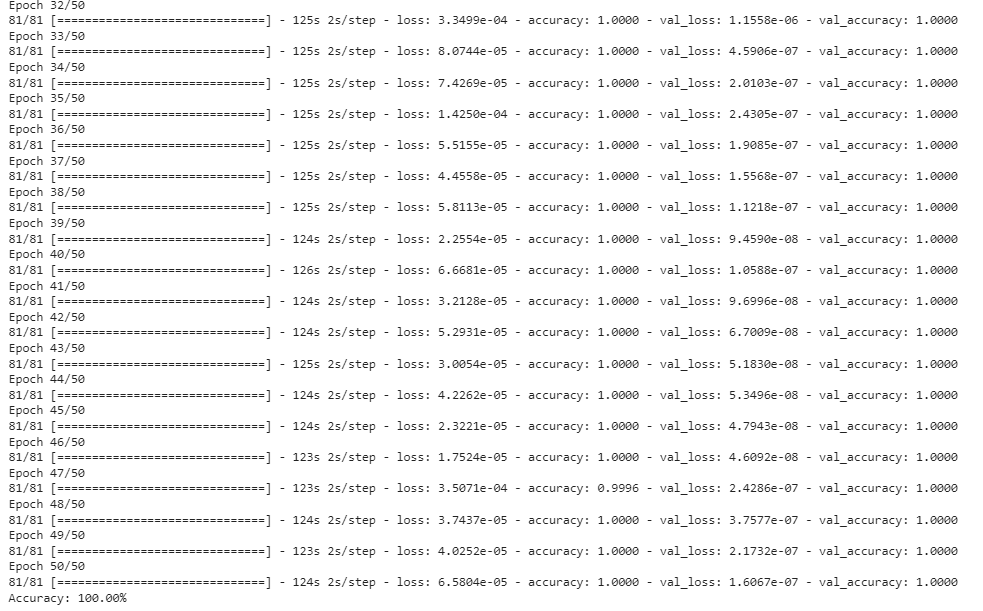 Epoch 32/50
81/81 [==============================] - 125s 2s/step - loss: 3.3499e-04 - accuracy: 1.0000 - val_loss: 1.1558e-06 - val_accuracy: 1.0000
Epoch 33/50
81/81 [==============================] - 125s 2s/step - loss: 8.0744e-05 - accuracy: 1.0000 - val_loss: 4.5906e-07 - val_accuracy: 1.0000
Epoch 34/50
81/81 [==============================] - 125s 2s/step - loss: 7.4269e-05 - accuracy: 1.0000 - val_loss: 2.0103e-07 - val_accuracy: 1.0000
Epoch 35/50
81/81 [==============================] - 125s 2s/step - loss: 1.4250e-04 - accuracy: 1.0000 - val_loss: 2.4305e-07 - val_accuracy: 1.0000
Epoch 36/50
81/81 [==============================] - 125s 2s/step - loss: 5.5155e-05 - accuracy: 1.0000 - val_loss: 1.9085e-07 - val_accuracy: 1.0000
Epoch 37/50
81/81 [==============================] - 125s 2s/step - loss: 4.4558e-05 - accuracy: 1.0000 - val_loss: 1.5568e-07 - val_accuracy: 1.0000
Epoch 38/50
81/81 [==============================] - 125s 2s/step - loss: 5.8113e-05 - accuracy: 1.0000 - val_loss: 1.1218e-07 - val_accuracy: 1.0000
Epoch 39/50
81/81 [==============================] - 124s 2s/step - loss: 2.2554e-05 - accuracy: 1.0000 - val_loss: 9.4590e-08 - val_accuracy: 1.0000
Epoch 40/50
81/81 [==============================] - 126s 2s/step - loss: 6.6681e-05 - accuracy: 1.0000 - val_loss: 1.0588e-07 - val_accuracy: 1.0000
Epoch 41/50
81/81 [==============================] - 124s 2s/step - loss: 3.2128e-05 - accuracy: 1.0000 - val_loss: 9.6996e-08 - val_accuracy: 1.0000
Epoch 42/50
81/81 [==============================] - 124s 2s/step - loss: 5.2931e-05 - accuracy: 1.0000 - val_loss: 6.7009e-08 - val_accuracy: 1.0000
Epoch 43/50
81/81 [==============================] - 125s 2s/step - loss: 3.0054e-05 - accuracy: 1.0000 - val_loss: 5.1830e-08 - val_accuracy: 1.0000
Epoch 44/50
81/81 [==============================] - 124s 2s/step - loss: 4.2262e-05 - accuracy: 1.0000 - val_loss: 5.3496e-08 - val_accuracy: 1.0000
Epoch 45/50
81/81 [==============================] - 124s 2s/step - loss: 2.3221e-05 - accuracy: 1.0000 - val_loss: 4.7943e-08 - val_accuracy: 1.0000
Epoch 46/50
81/81 [==============================] - 123s 2s/step - loss: 1.7524e-05 - accuracy: 1.0000 - val_loss: 4.6092e-08 - val_accuracy: 1.0000
Epoch 47/50
81/81 [==============================] - 123s 2s/step - loss: 3.5071e-04 - accuracy: 0.9996 - val_loss: 2.4286e-07 - val_accuracy: 1.0000
Epoch 48/50
81/81 [==============================] - 124s 2s/step - loss: 3.7437e-05 - accuracy: 1.0000 - val_loss: 3.7577e-07 - val_accuracy: 1.0000
Epoch 49/50
81/81 [==============================] - 123s 2s/step - loss: 4.0252e-05 - accuracy: 1.0000 - val_loss: 2.1732e-07 - val_accuracy: 1.0000
Epoch 50/50
81/81 [==============================] - 124s 2s/step - loss: 6.5804e-05 - accuracy: 1.0000 - val_loss: 1.6067e-07 - val_accuracy: 1.0000
Accuracy: 100.00%